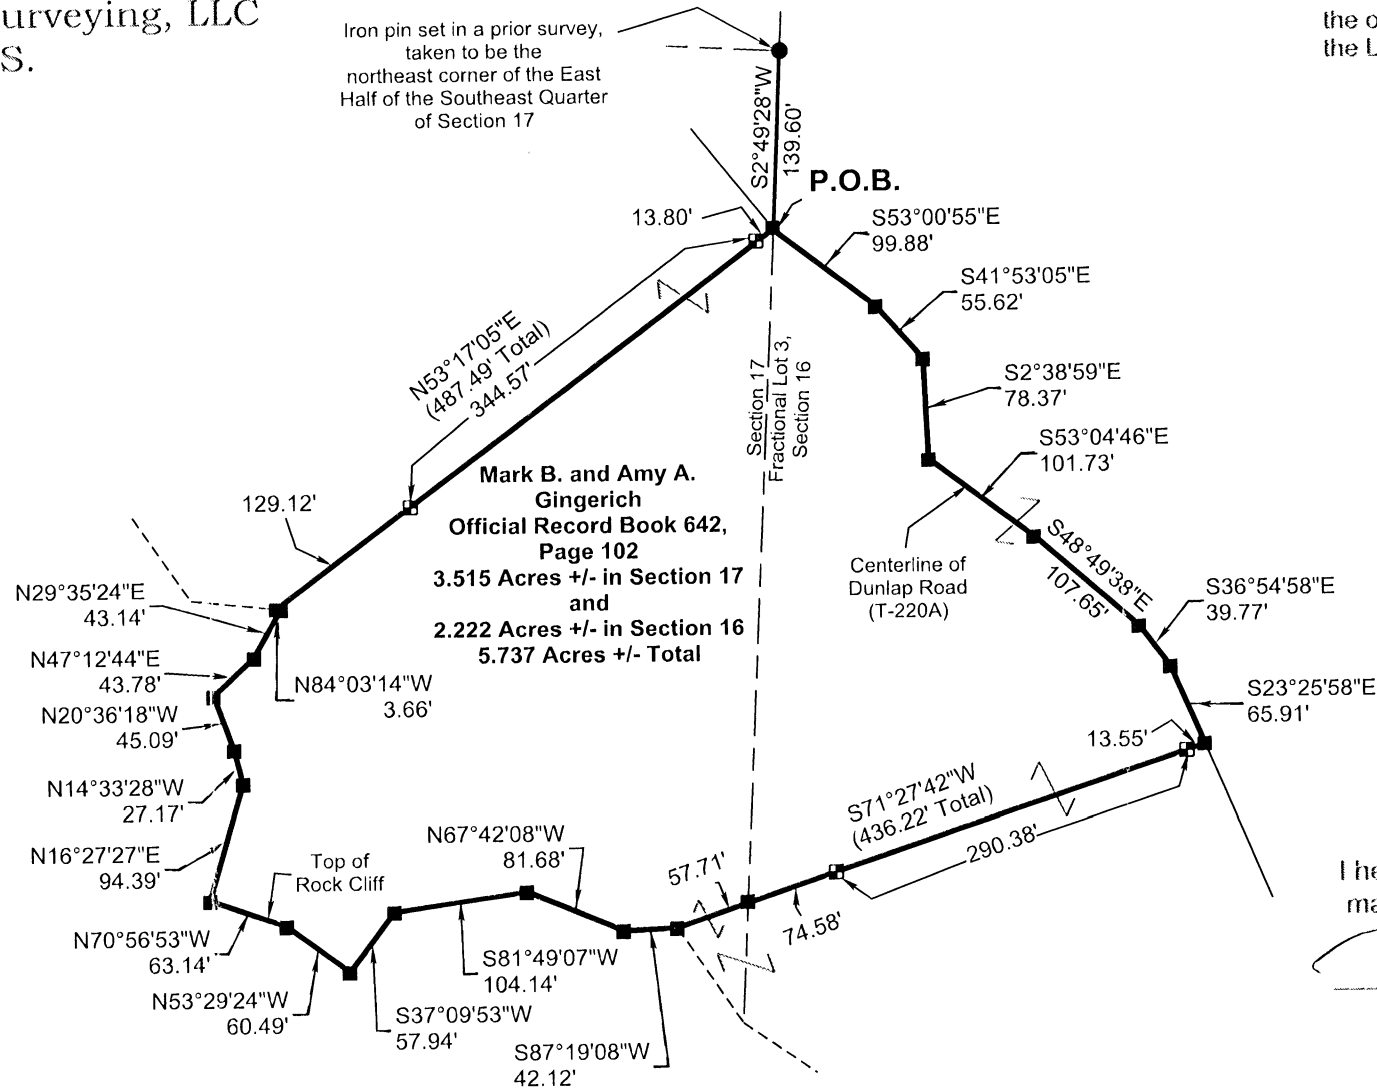 urveying, LLC
S.
Iron pin set in a prior survey,
taken to be the
northeast corner of the East
Half of the Southeast Quarter
of Section 17
the o
the L
S2°49'28"W
139.60'
P.O.B.
13.80'
S53°00'55"E
99.88'
S41°53'05"E
55.62'
N53°17'05"E
(487.49' Total)
344.57'
Section 17
Fractional Lot 3,
Section 16
S2°38'59"E
78.37'
S53°04'46"E
101.73'
Mark B. and Amy A.
Gingerich
Official Record Book 642,
Page 102
3.515 Acres +/- in Section 17
and
2.222 Acres +/- in Section 16
5.737 Acres +/- Total
129.12'
Centerline of
Dunlap Road
(T-220A)
S48°49'38"E
107.65'
N29°35'24"E
43.14'
S36°54'58"E
39.77'
N47°12'44"E
43.78'
N84°03'14"W
3.66'
S23°25'58"E
65.91'
N20°36'18"W
45.09'
13.55'
N14°33'28"W
27.17'
S71°27'42"W
(436.22' Total)
290.38'
N67°42'08"W
81.68'
N16°27'27"E
94.39'
Top of
Rock Cliff
57.71'
74.58'
N70°56'53"W
63.14'
S81°49'07"W
104.14'
N53°29'24"W
60.49'
S37°09'53"W
57.94'
S87°19'08"W
42.12'
I he
ma